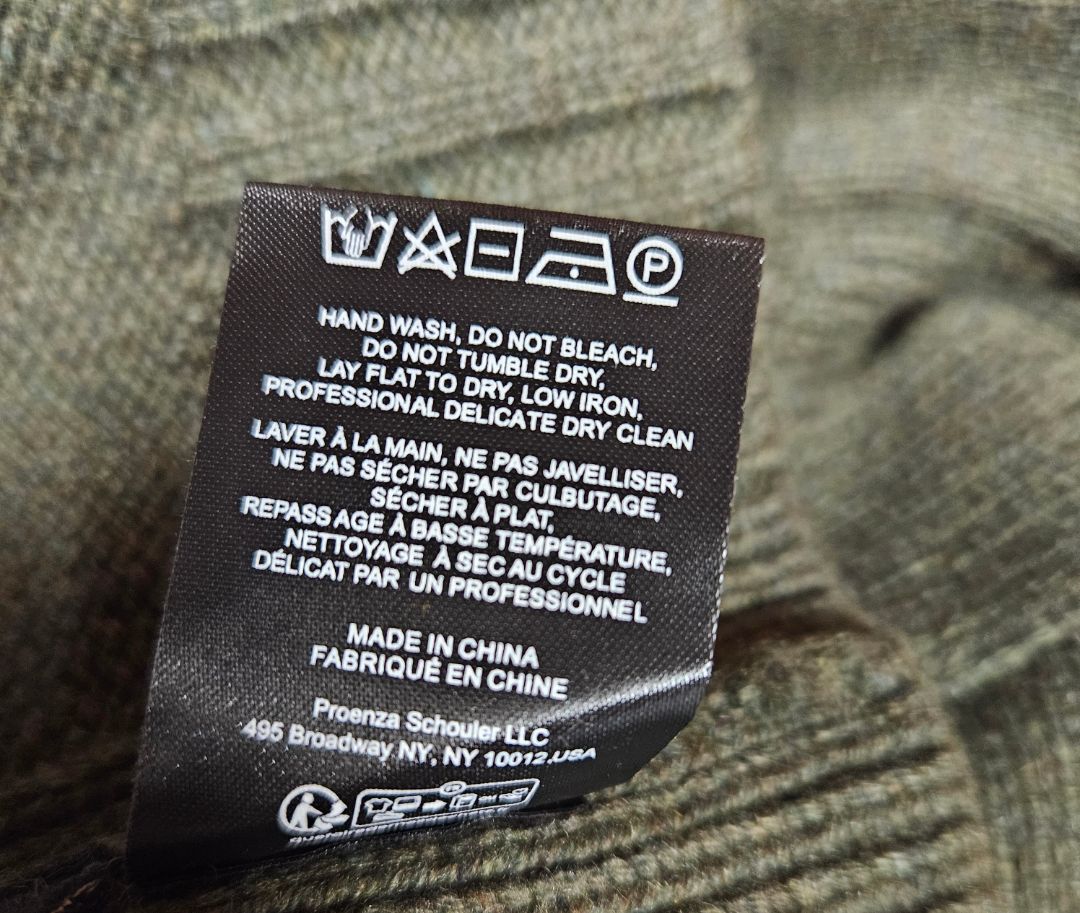 P
HAND WASH, DO NOT BLEACH,
DO NOT TUMBLE DRY,
LAY FLAT TO DRY, LOW IRON,
PROFESSIONAL DELICATE DRY CLEAN
LAVER À LA MAIN, NE PAS JAVELLISER,
NE PAS SÉCHER PAR CULBUTAGE,
SÉCHER À PLAT,
REPASSAGE À BASSE TEMPÉRATURE,
NETTOYAGE À SEC AU CYCLE
DÉLICAT PAR UN PROFESSIONNEL
MADE IN CHINA
FABRIQUÉ EN CHINE
Proenza Schouler LLC
495 Broadway NY, NY 10012.USA